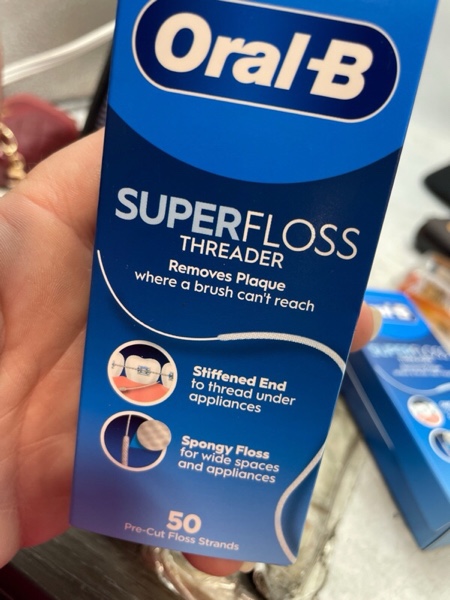 Oral-B
SUPERFLOSS
THREADER
Removes Plaque
where a brush can't reach
Stiffened End
to thread under
appliances
Spongy Floss
for wide spaces
and appliances
50
Pre-Cut Floss Strands